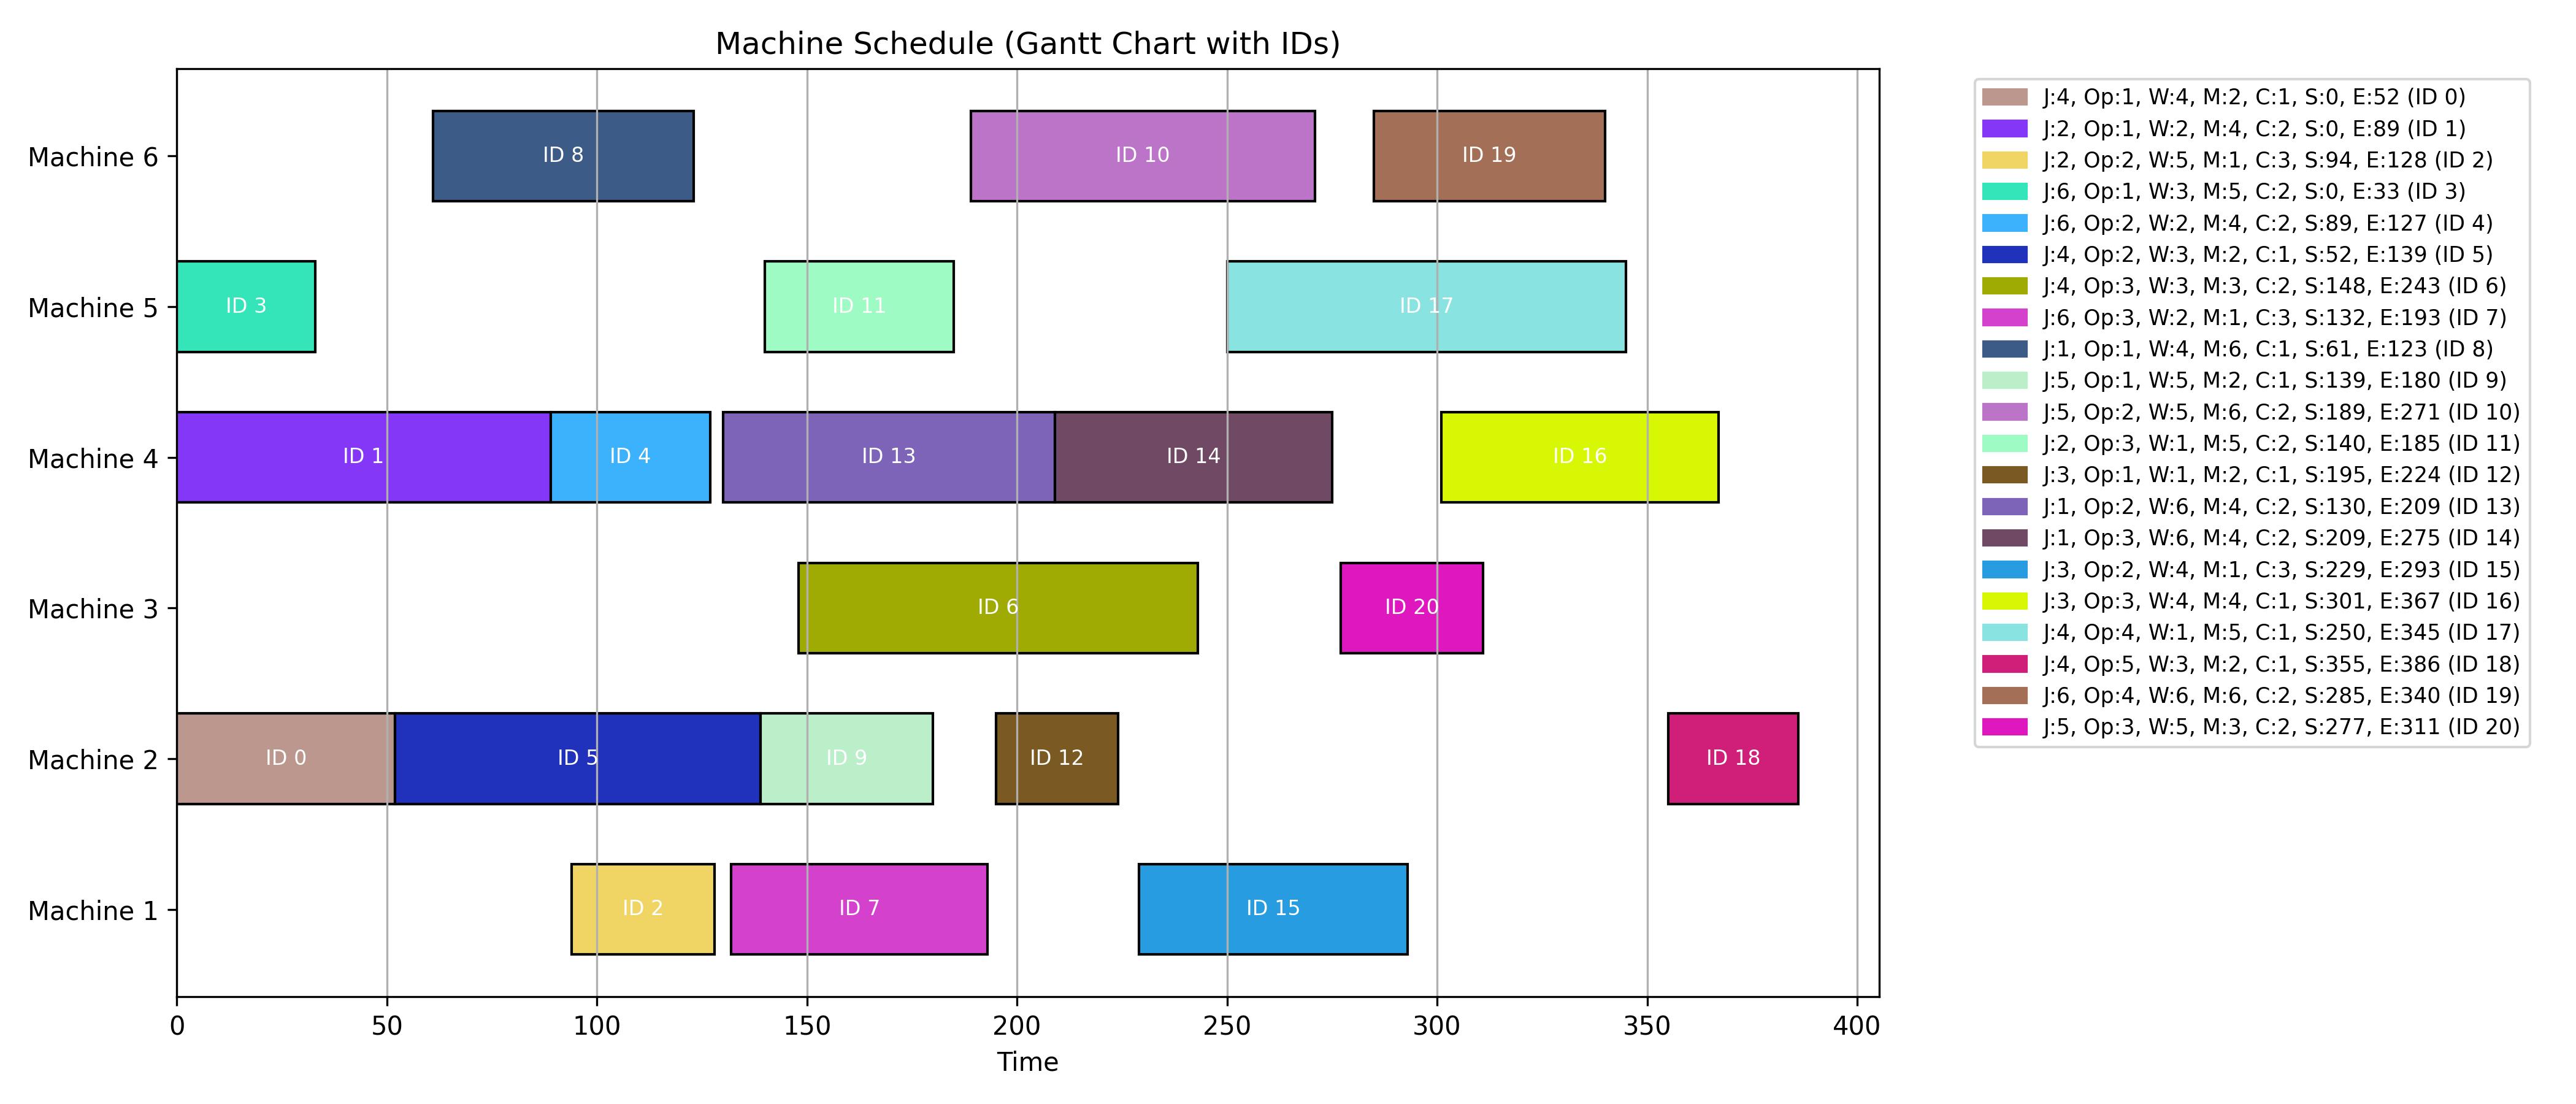 Machine Schedule (Gantt Chart with IDs)
Machine 6
ID 8
ID 10
ID 19
Machine 5
ID 3
ID 11
ID 17
Machine 4
ID 1
ID 4
ID 13
ID 14
ID 16
Machine 3
ID 6
ID 20
Machine 2
ID 0
ID 5
ID 9
ID 12
ID 18
Machine 1
ID 2
ID 7
ID 15
0 50 100 150 200 250 300 350 400
Time
J:4, Op:1, W:4, M:2, C:1, S:0, E:52 (ID 0)
J:2, Op:1, W:2, M:4, C:2, S:0, E:89 (ID 1)
J:2, Op:2, W:5, M:1, C:3, S:94, E:128 (ID 2)
J:6, Op:1, W:3, M:5, C:2, S:0, E:33 (ID 3)
J:6, Op:2, W:2, M:4, C:2, S:89, E:127 (ID 4)
J:4, Op:2, W:3, M:2, C:1, S:52, E:139 (ID 5)
J:4, Op:3, W:3, M:3, C:2, S:148, E:243 (ID 6)
J:6, Op:3, W:2, M:1, C:3, S:132, E:193 (ID 7)
J:1, Op:1, W:4, M:6, C:1, S:61, E:123 (ID 8)
J:5, Op:1, W:5, M:2, C:1, S:139, E:180 (ID 9)
J:5, Op:2, W:5, M:6, C:2, S:189, E:271 (ID 10)
J:2, Op:3, W:1, M:5, C:2, S:140, E:185 (ID 11)
J:3, Op:1, W:1, M:2, C:1, S:195, E:224 (ID 12)
J:1, Op:2, W:6, M:4, C:2, S:130, E:209 (ID 13)
J:1, Op:3, W:6, M:4, C:2, S:209, E:275 (ID 14)
J:3, Op:2, W:4, M:1, C:3, S:229, E:293 (ID 15)
J:3, Op:3, W:4, M:4, C:1, S:301, E:367 (ID 16)
J:4, Op:4, W:1, M:5, C:1, S:250, E:345 (ID 17)
J:4, Op:5, W:3, M:2, C:1, S:355, E:386 (ID 18)
J:6, Op:4, W:6, M:6, C:2, S:285, E:340 (ID 19)
J:5, Op:3, W:5, M:3, C:2, S:277, E:311 (ID 20)